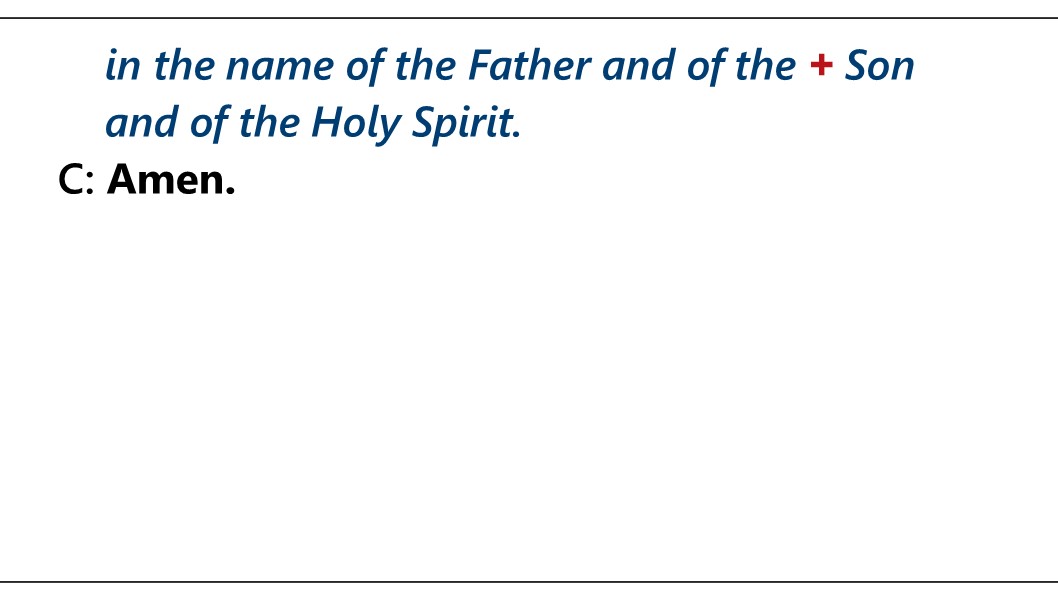 in the name of the Father and of the + Son
and of the Holy Spirit.
C: Amen.